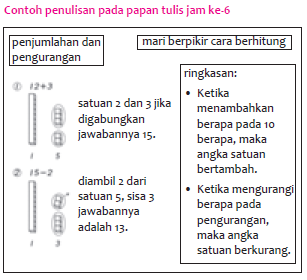 Contoh penulisan pada papan tulis jam ke-6
penjumlahan dan
pengurangan
mari berpikir cara berhitung
① 12+3
satuan 2 dan 3 jika
digabungkan
jawabannya 15.
1 5
② 15−2
diambil 2 dari
satuan 5, sisa 3
jawabannya
adalah 13.
1 3
ringkasan:
• Ketika
menambahkan
berapa pada 10
berapa, maka
angka satuan
bertambah.
• Ketika mengurangi
berapa pada
pengurangan,
maka angka
satuan berkurang.